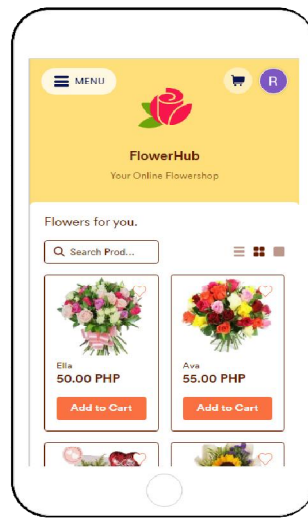 MENU
R
FlowerHub
Your Online Flowershop
Flowers for you.
Search Prod...
Ella
50.00 PHP
Add to Cart
Ava
55.00 PHP
Add to Cart